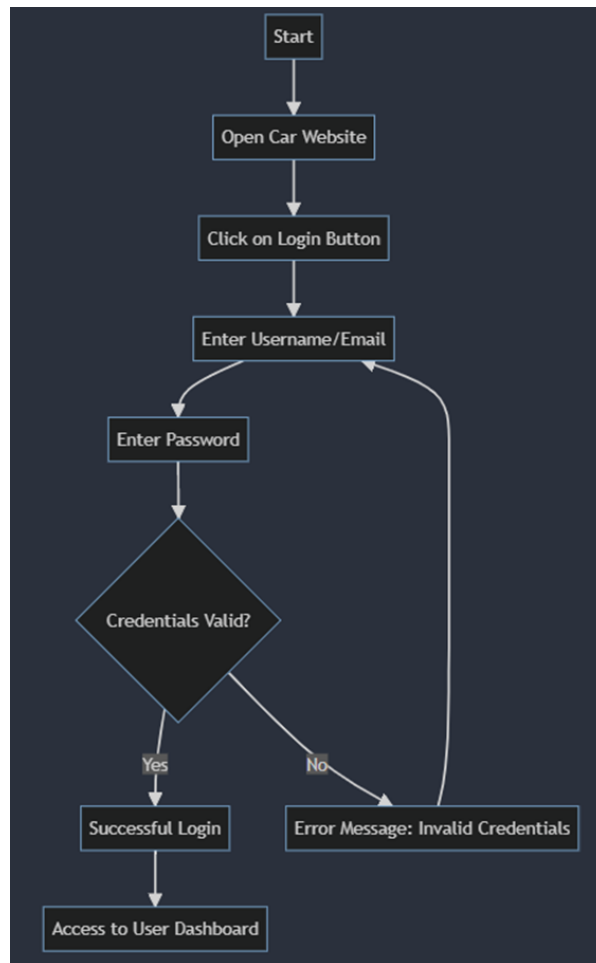 Start
Open Car Website
Click on Login Button
Enter Username/Email
Enter Password
Credentials Valid?
Yes
No
Successful Login
Error Message: Invalid Credentials
Access to User Dashboard